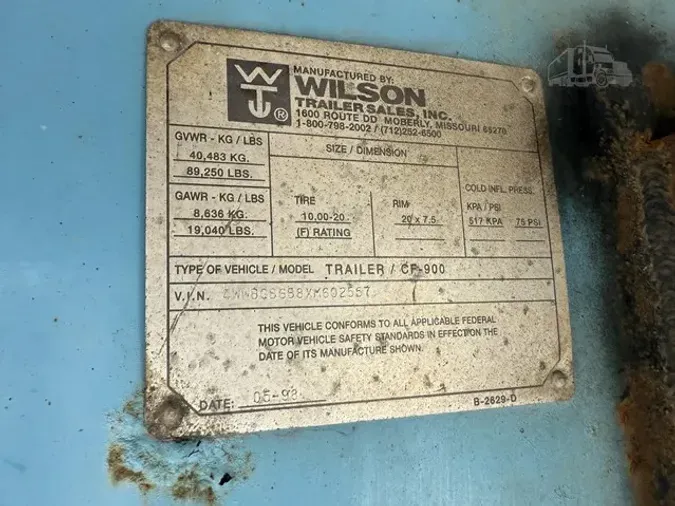 MANUFACTURED BY:
WILSON
TRAILER SALES, INC.
1600 ROUTE DD MOBERLY, MISSOURI 65270
1-800-798-2002 / (712)252-6500
WT ®
GVWR - KG / LBS
40,483 KG.
89,250 LBS.
SIZE / DIMENSION
GAWR - KG / LBS
8,636 KG.
19,040 LBS.
TIRE
10.00-20
(F) RATING
RIM
20 x 7.5
COLD INFL. PRESS.
KPA / PSI
517 KPA 75 PSI
TYPE OF VEHICLE / MODEL TRAILER / CF-900
V.I.N.
THIS VEHICLE CONFORMS TO ALL APPLICABLE FEDERAL
MOTOR VEHICLE SAFETY STANDARDS IN EFFECT ON THE
DATE OF ITS MANUFACTURE SHOWN.
DATE: 05-98
B-2629-D